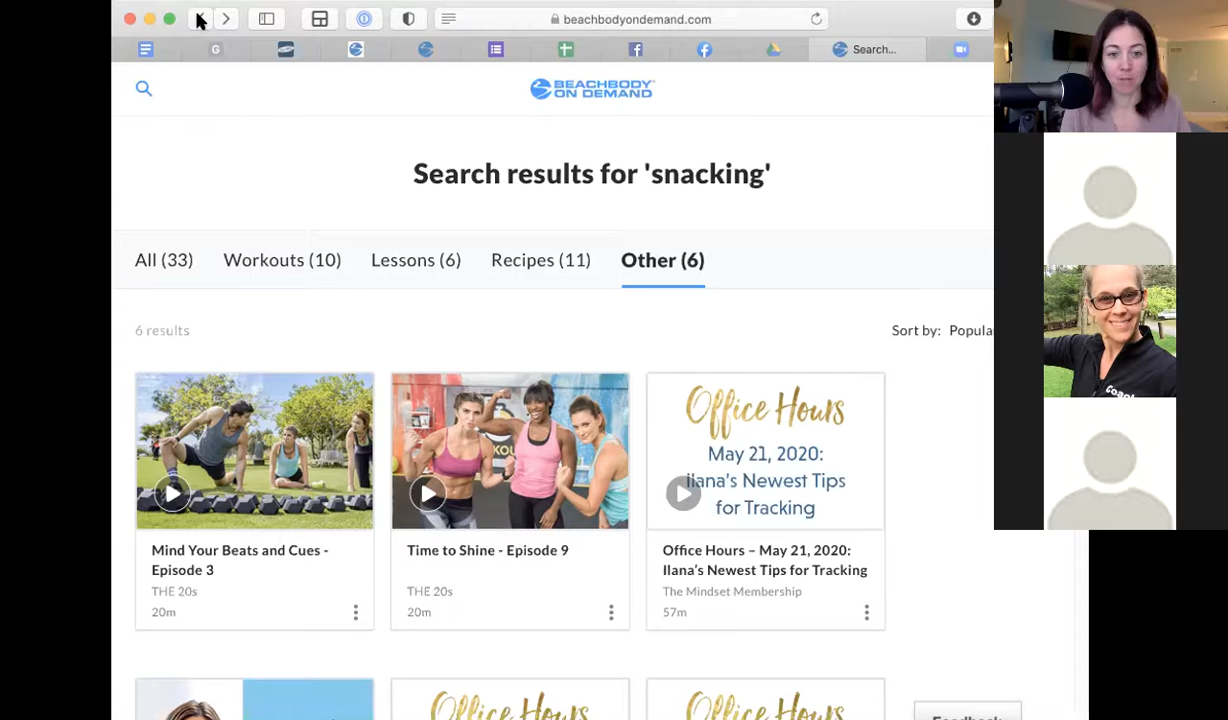 beachbodyondemand.com
G
Search...
BEACHBODY
ON DEMAND
Search results for 'snacking'
All (33)
Workouts (10)
Lessons (6)
Recipes (11)
Other (6)
6 results
Sort by: Popula
Office Hours
May 21, 2020:
Ilana's Newest Tips
for Tracking
Mind Your Beats and Cues -
Episode 3
THE 20s
20m
Time to Shine - Episode 9
THE 20s
20m
Office Hours – May 21, 2020:
Ilana's Newest Tips for Tracking
The Mindset Membership
57m
Office Hours
Office Hours
Feedback
Coach